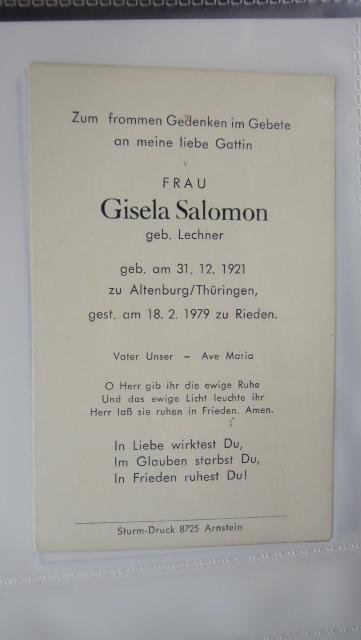 Zum frommen Gedenken im Gebete
an meine liebe Gattin
FRAU
Gisela Salomon
geb. Lechner
geb. am 31. 12. 1921
zu Altenburg/Thüringen,
gest. am 18. 2. 1979 zu Rieden.
Vater Unser – Ave Maria
O Herr gib ihr die ewige Ruhe
Und das ewige Licht leuchte ihr
Herr laß sie ruhen in Frieden. Amen.
In Liebe wirktest Du,
Im Glauben starbst Du,
In Frieden ruhest Du!
Sturm-Druck 8725 Arnstein